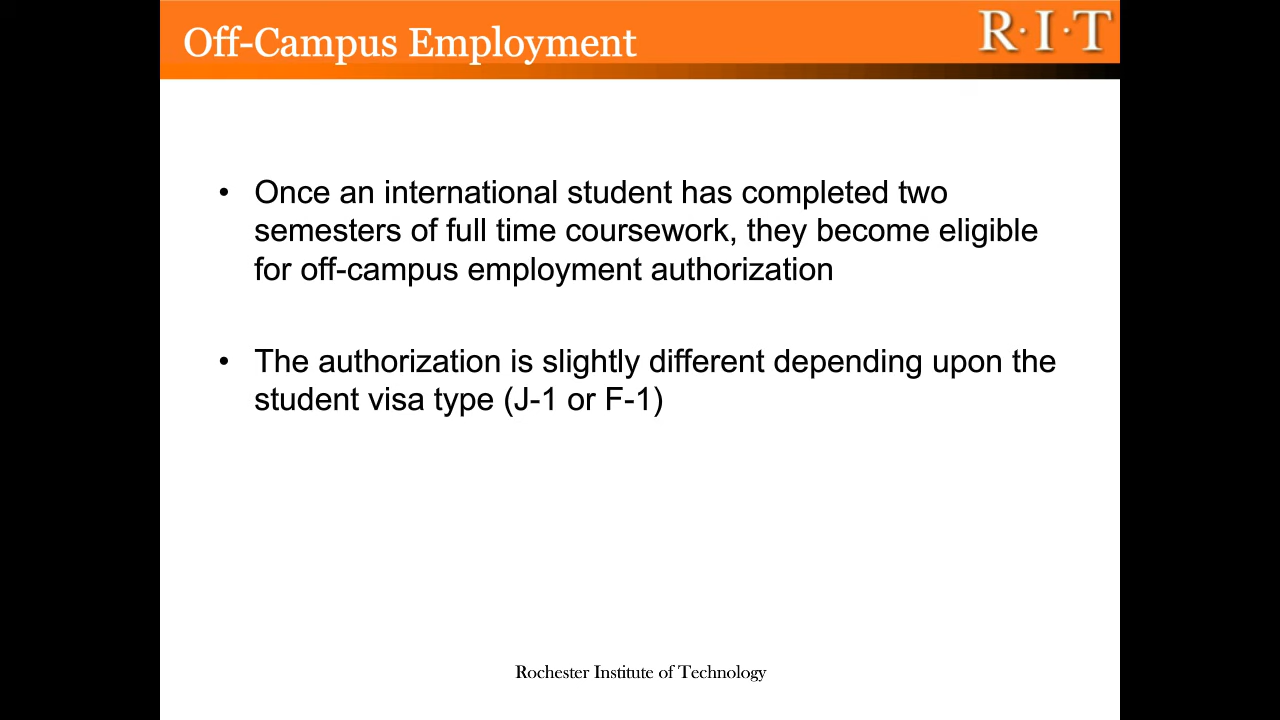 Off-Campus Employment
R·I·T
• Once an international student has completed two
semesters of full time coursework, they become eligible
for off-campus employment authorization
• The authorization is slightly different depending upon the
student visa type (J-1 or F-1)
Rochester Institute of Technology